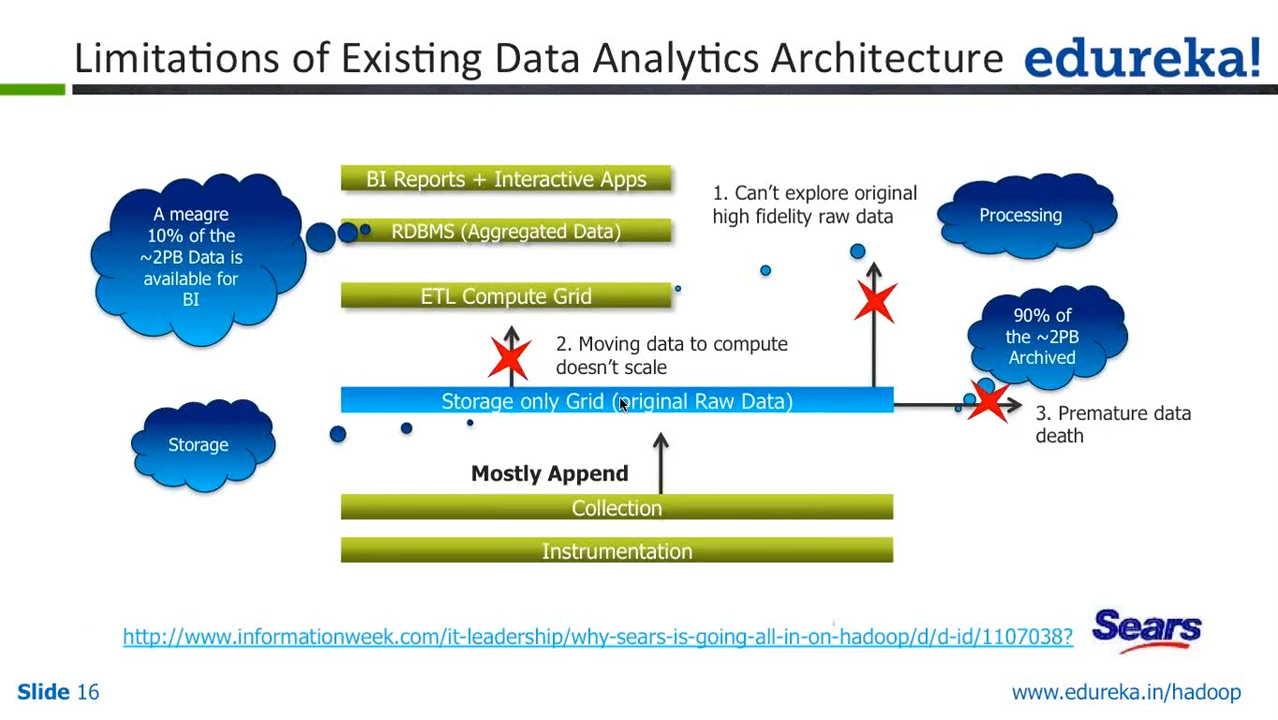 Limitations of Existing Data Analytics Architecture
edureka!
BI Reports + Interactive Apps
A meagre
10% of the
~2PB Data is
available for
BI
RDBMS (Aggregated Data)
1. Can't explore original
high fidelity raw data
Processing
ETL Compute Grid
2. Moving data to compute
doesn't scale
90% of
the ~2PB
Archived
Storage only Grid (original Raw Data)
3. Premature data
death
Storage
Mostly Append
Collection
Instrumentation
http://www.informationweek.com/it-leadership/why-sears-is-going-all-in-on-hadoop/d/d-id/1107038?
Sears
Slide 16
www.edureka.in/hadoop